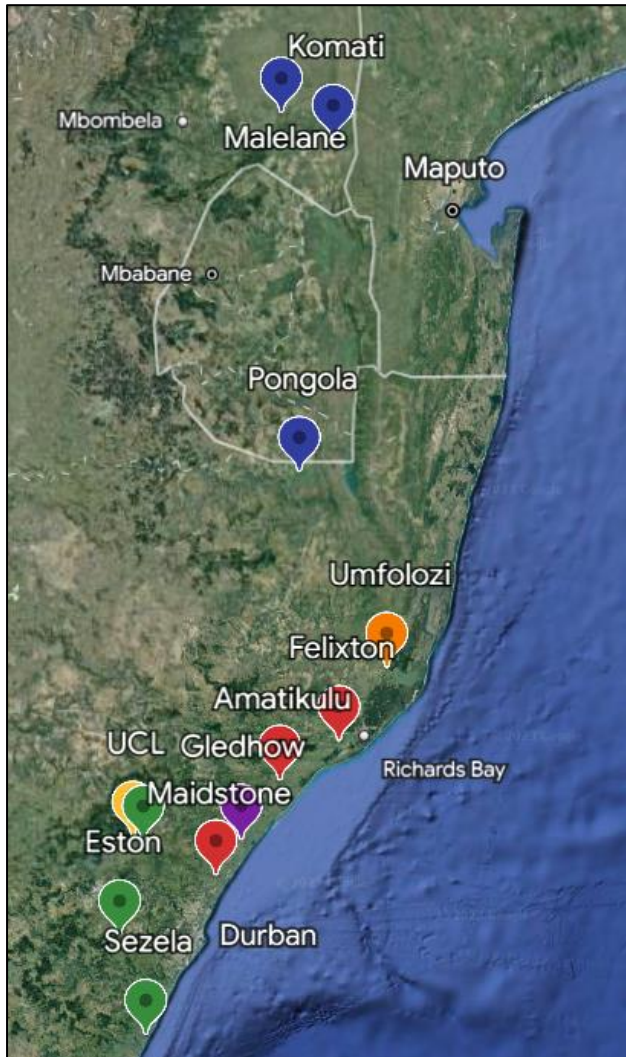 Komati
Mbombela
Malelane
Maputo
Mbabane
Pongola
Umfolozi
Felixton
Amatikulu
UCL Gledhow
Richards Bay
Maidstone
Eston
Sezela
Durban